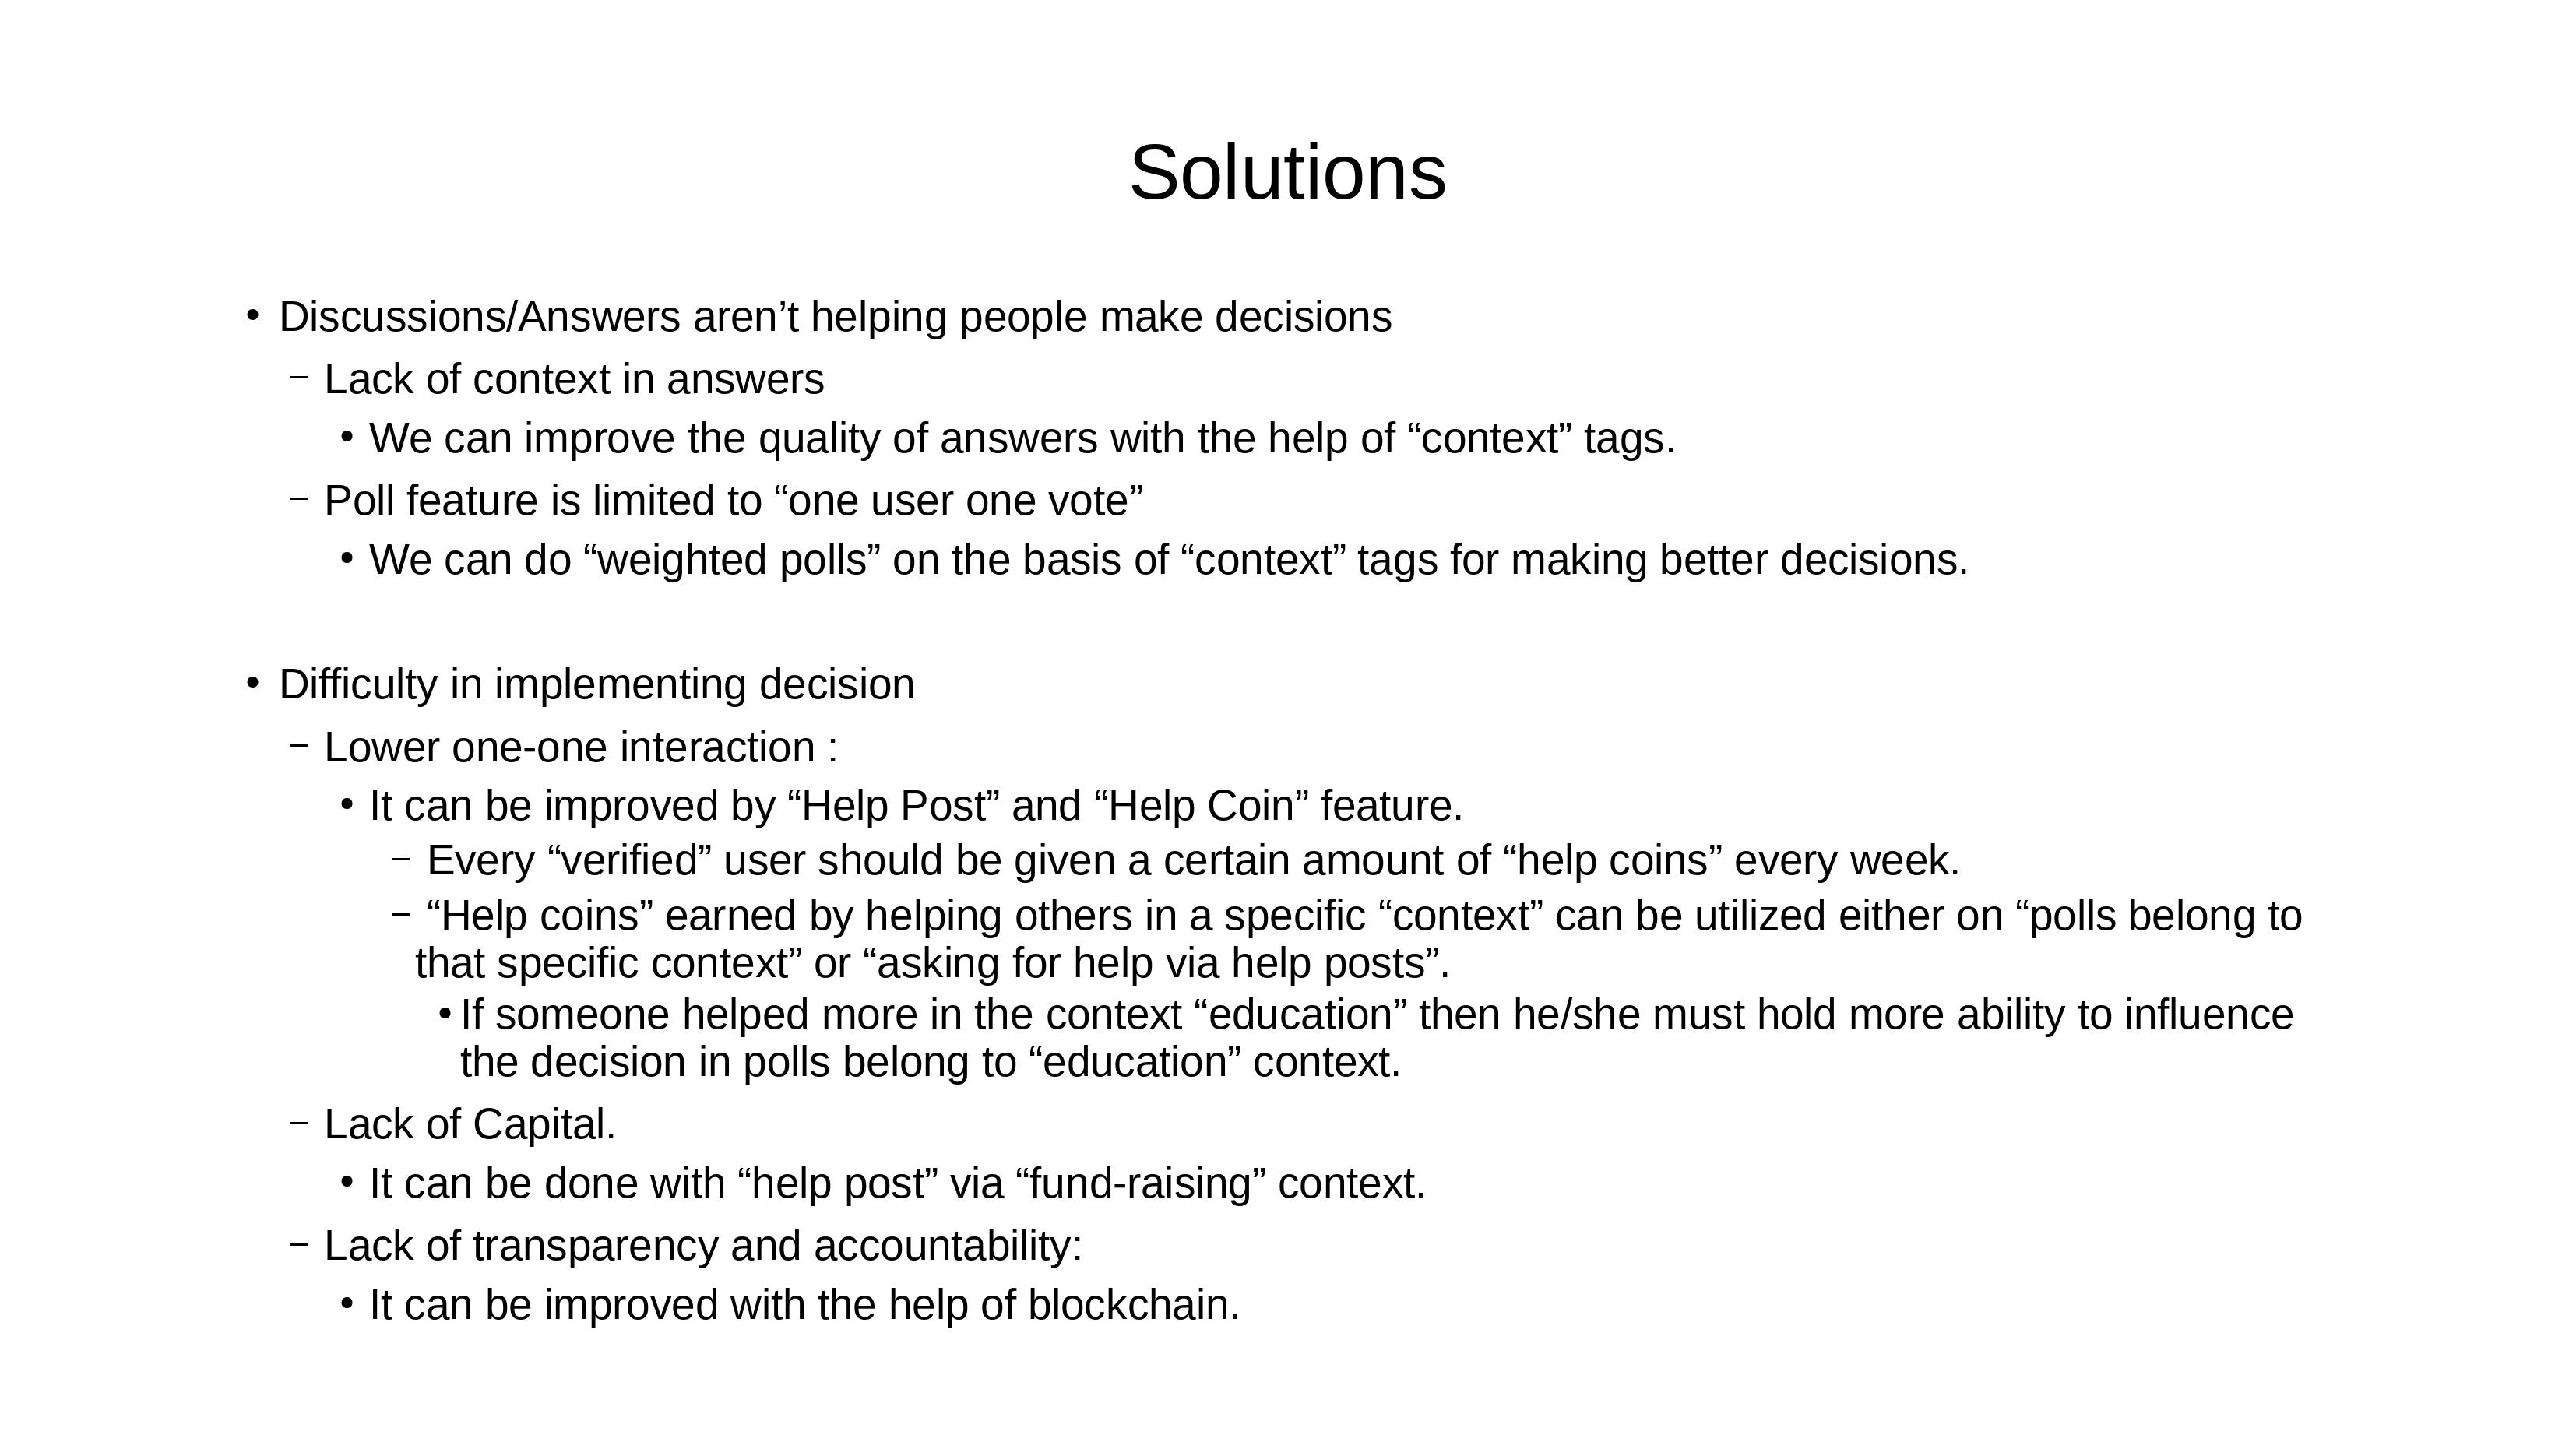 Solutions
• Discussions/Answers aren’t helping people make decisions
– Lack of context in answers
• We can improve the quality of answers with the help of “context” tags.
– Poll feature is limited to “one user one vote”
• We can do “weighted polls” on the basis of “context” tags for making better decisions.
• Difficulty in implementing decision
– Lower one-one interaction :
• It can be improved by “Help Post” and “Help Coin” feature.
– Every “verified” user should be given a certain amount of “help coins” every week.
– “Help coins” earned by helping others in a specific “context” can be utilized either on “polls belong to
that specific context” or “asking for help via help posts”.
• If someone helped more in the context “education” then he/she must hold more ability to influence
the decision in polls belong to “education” context.
– Lack of Capital.
• It can be done with “help post” via “fund-raising” context.
– Lack of transparency and accountability:
• It can be improved with the help of blockchain.